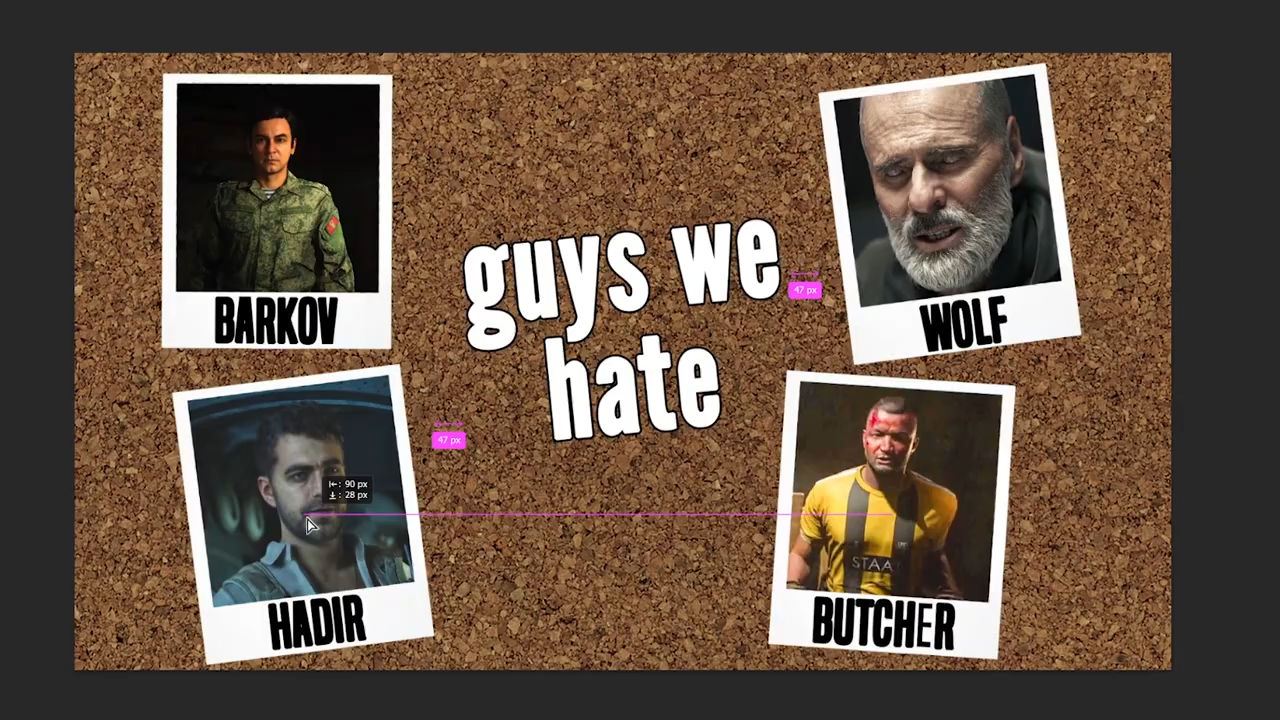 BARKOV
WOLF
guys we
hate
47 px
47 px
: 90 px
: 28 px
STAA
HADIR
BUTCHER